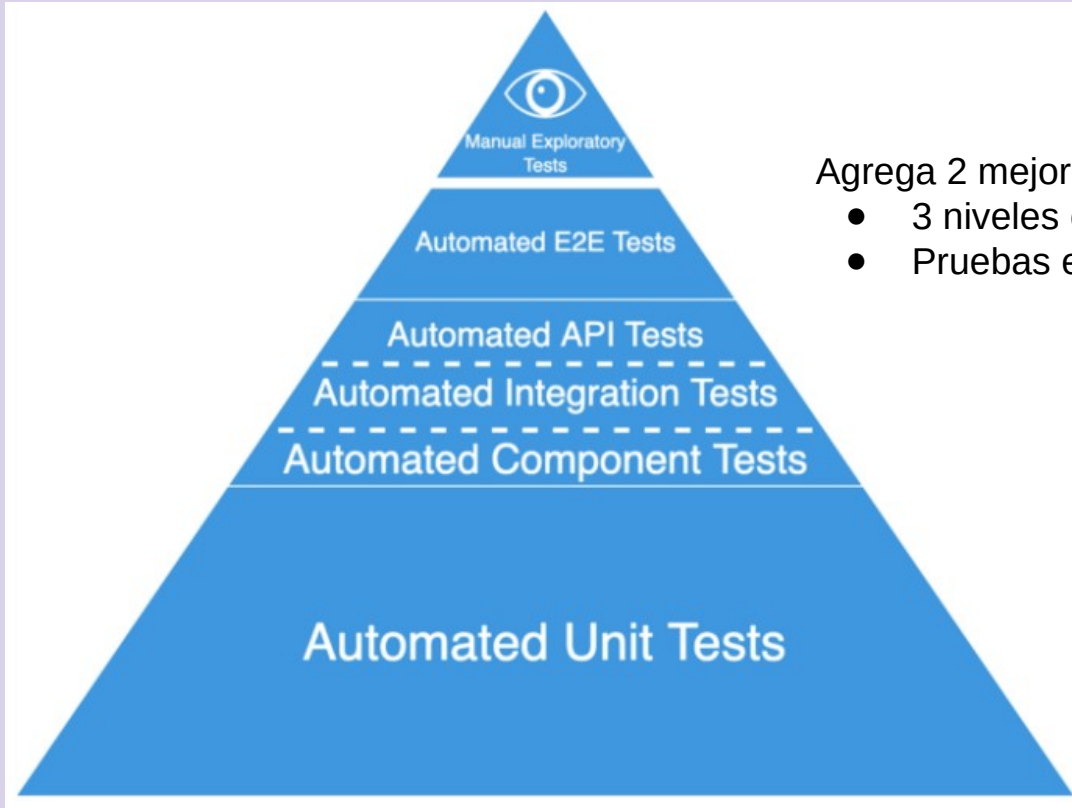 Manual Exploratory
Tests
Automated E2E Tests
Automated API Tests
Automated Integration Tests
Automated Component Tests
Automated Unit Tests
Agrega 2 mejor
● 3 niveles
● Pruebas